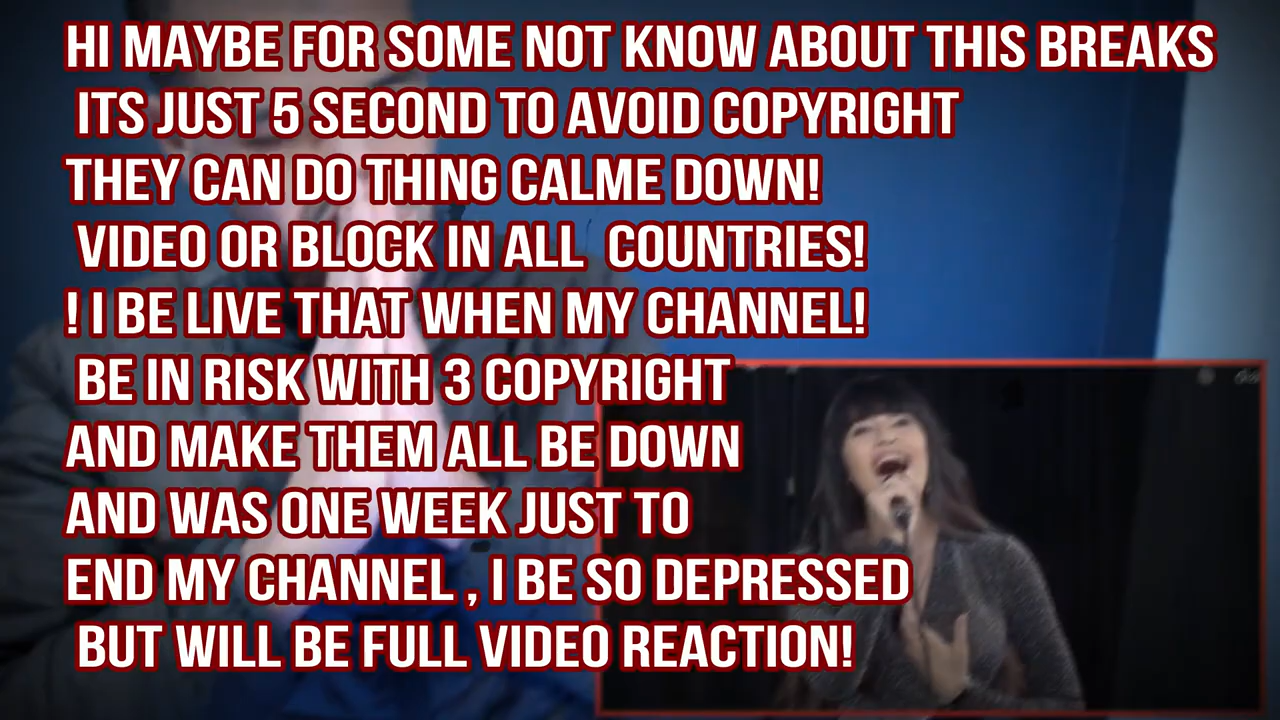 HI MAYBE FOR SOME NOT KNOW ABOUT THIS BREAKS
ITS JUST 5 SECOND TO AVOID COPYRIGHT
THEY CAN DO THING CALME DOWN!
VIDEO OR BLOCK IN ALL COUNTRIES!
! I BE LIVE THAT WHEN MY CHANNEL!
BE IN RISK WITH 3 COPYRIGHT
AND MAKE THEM ALL BE DOWN
AND WAS ONE WEEK JUST TO
END MY CHANNEL , I BE SO DEPRESSED
BUT WILL BE FULL VIDEO REACTION!